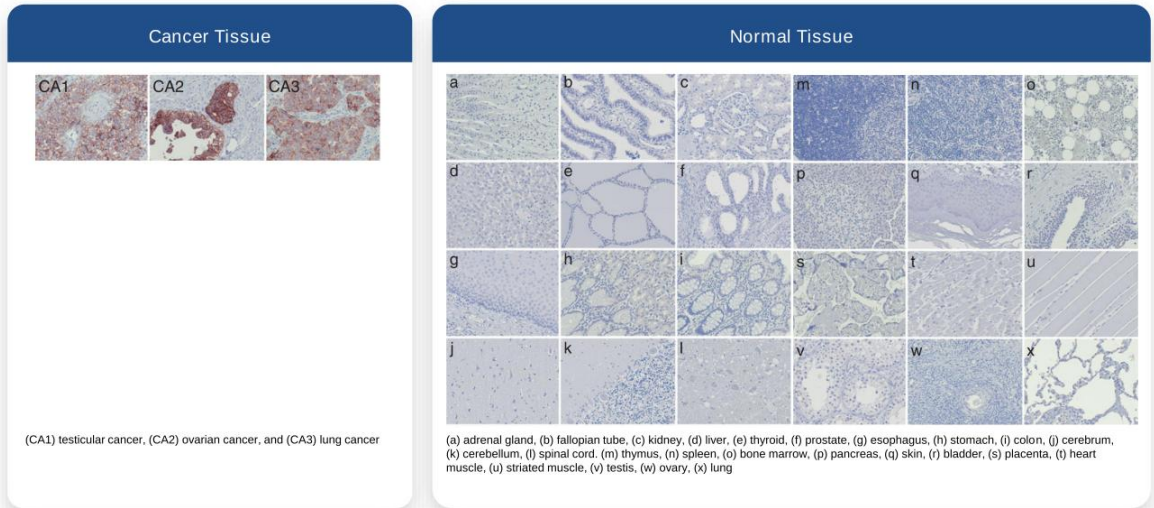 Cancer Tissue
CA1
CA2
CA3
(CA1) testicular cancer, (CA2) ovarian cancer, and (CA3) lung cancer
Normal Tissue
a
b
c
m
n
o
d
e
f
p
q
r
g
h
i
s
t
u
j
k
l
v
w
x
(a) adrenal gland, (b) fallopian tube, (c) kidney, (d) liver, (e) thyroid, (f) prostate, (g) esophagus, (h) stomach, (i) colon, (j) cerebrum,
(k) cerebellum, (l) spinal cord. (m) thymus, (n) spleen, (o) bone marrow, (p) pancreas, (q) skin, (r) bladder, (s) placenta, (t) heart
muscle, (u) striated muscle, (v) testis, (w) ovary, (x) lung